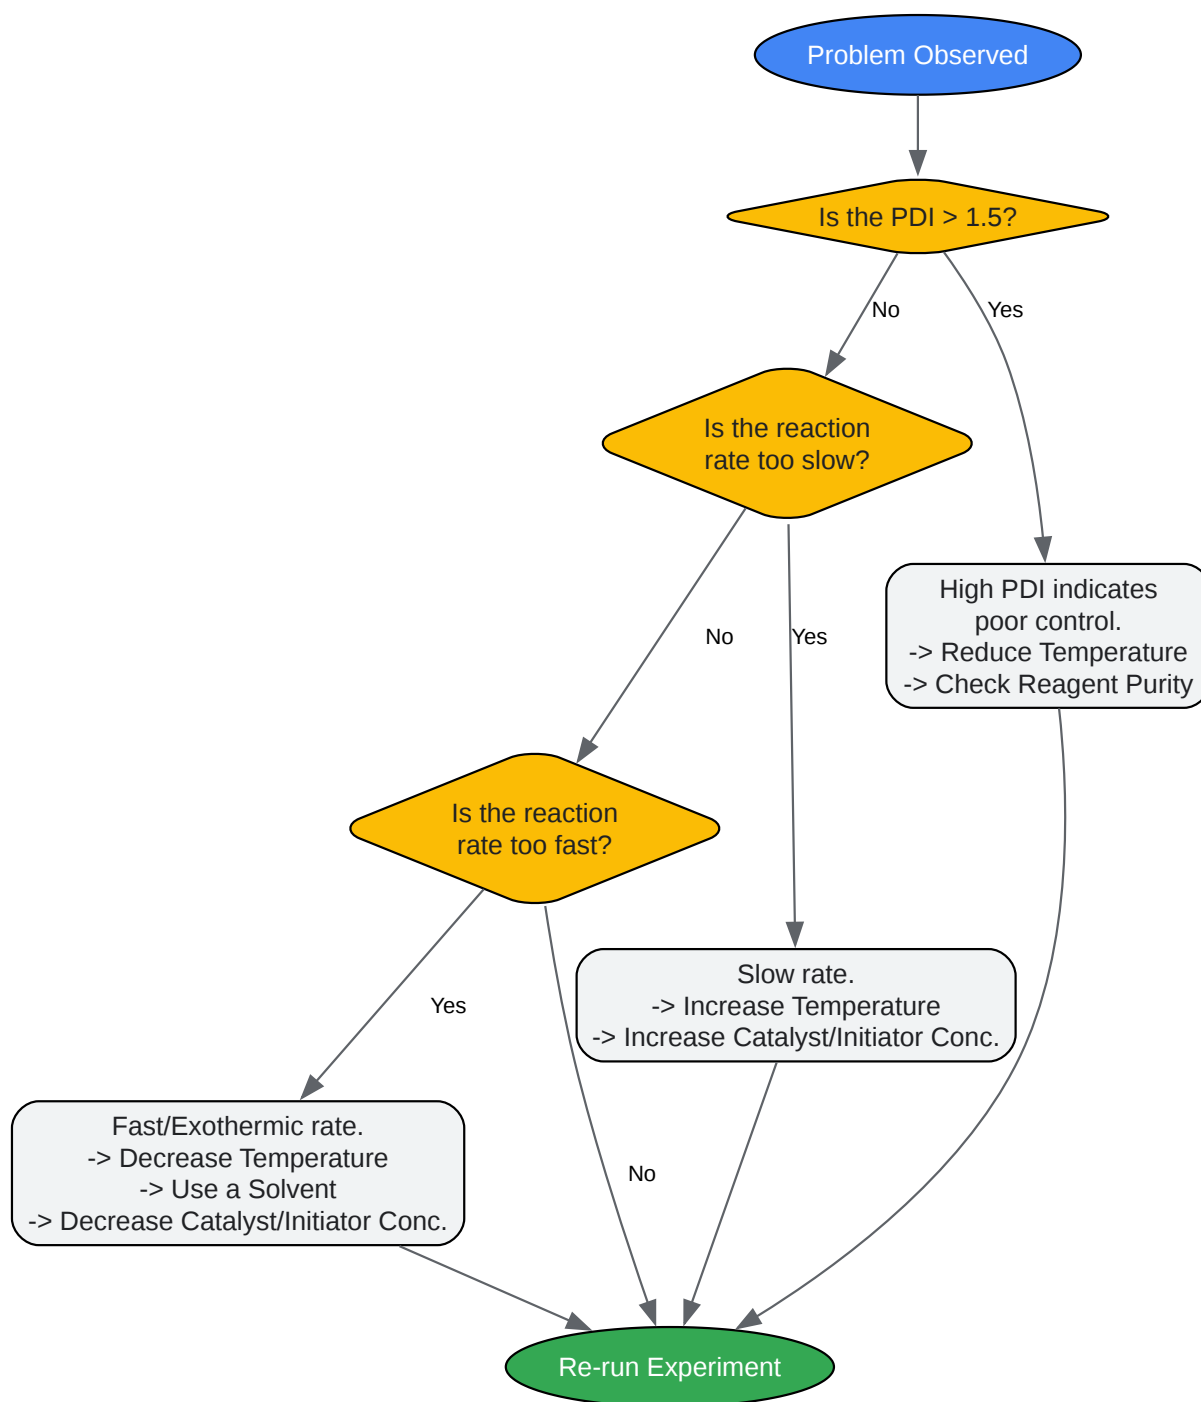 Problem Observed
Is the PDI > 1.5?
No
Yes
Is the reaction
rate too slow?
High PDI indicates
poor control.
-> Reduce Temperature
-> Check Reagent Purity
No
Yes
Is the reaction
rate too fast?
Slow rate.
-> Increase Temperature
-> Increase Catalyst/Initiator Conc.
Yes
Fast/Exothermic rate.
-> Decrease Temperature
-> Use a Solvent
-> Decrease Catalyst/Initiator Conc.
No
Re-run Experiment